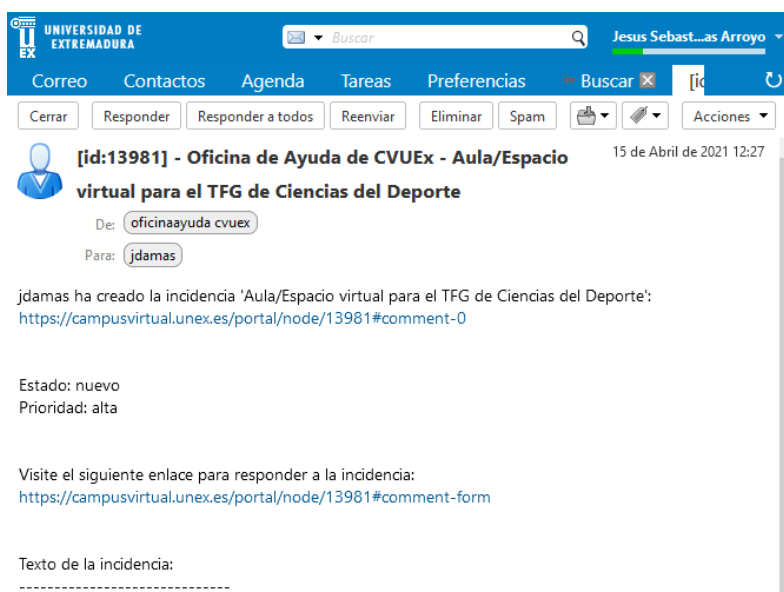 UNIVERSIDAD DE
EXTREMADURA
UEX
Buscar
Jesus Sebast...as Arroyo
Correo Contactos Agenda Tareas Preferencias Buscar
Cerrar Responder Responder a todos Reenviar Eliminar Spam Acciones
[id:13981] - Oficina de Ayuda de CVUEx - Aula/Espacio
virtual para el TFG de Ciencias del Deporte
15 de Abril de 2021 12:27
De: oficinaayuda cvuex
Para: jdamas
jdamas ha creado la incidencia 'Aula/Espacio virtual para el TFG de Ciencias del Deporte':
https://campusvirtual.unex.es/portal/node/13981#comment-0
Estado: nuevo
Prioridad: alta
Visite el siguiente enlace para responder a la incidencia:
https://campusvirtual.unex.es/portal/node/13981#comment-form
Texto de la incidencia:
------------------------------